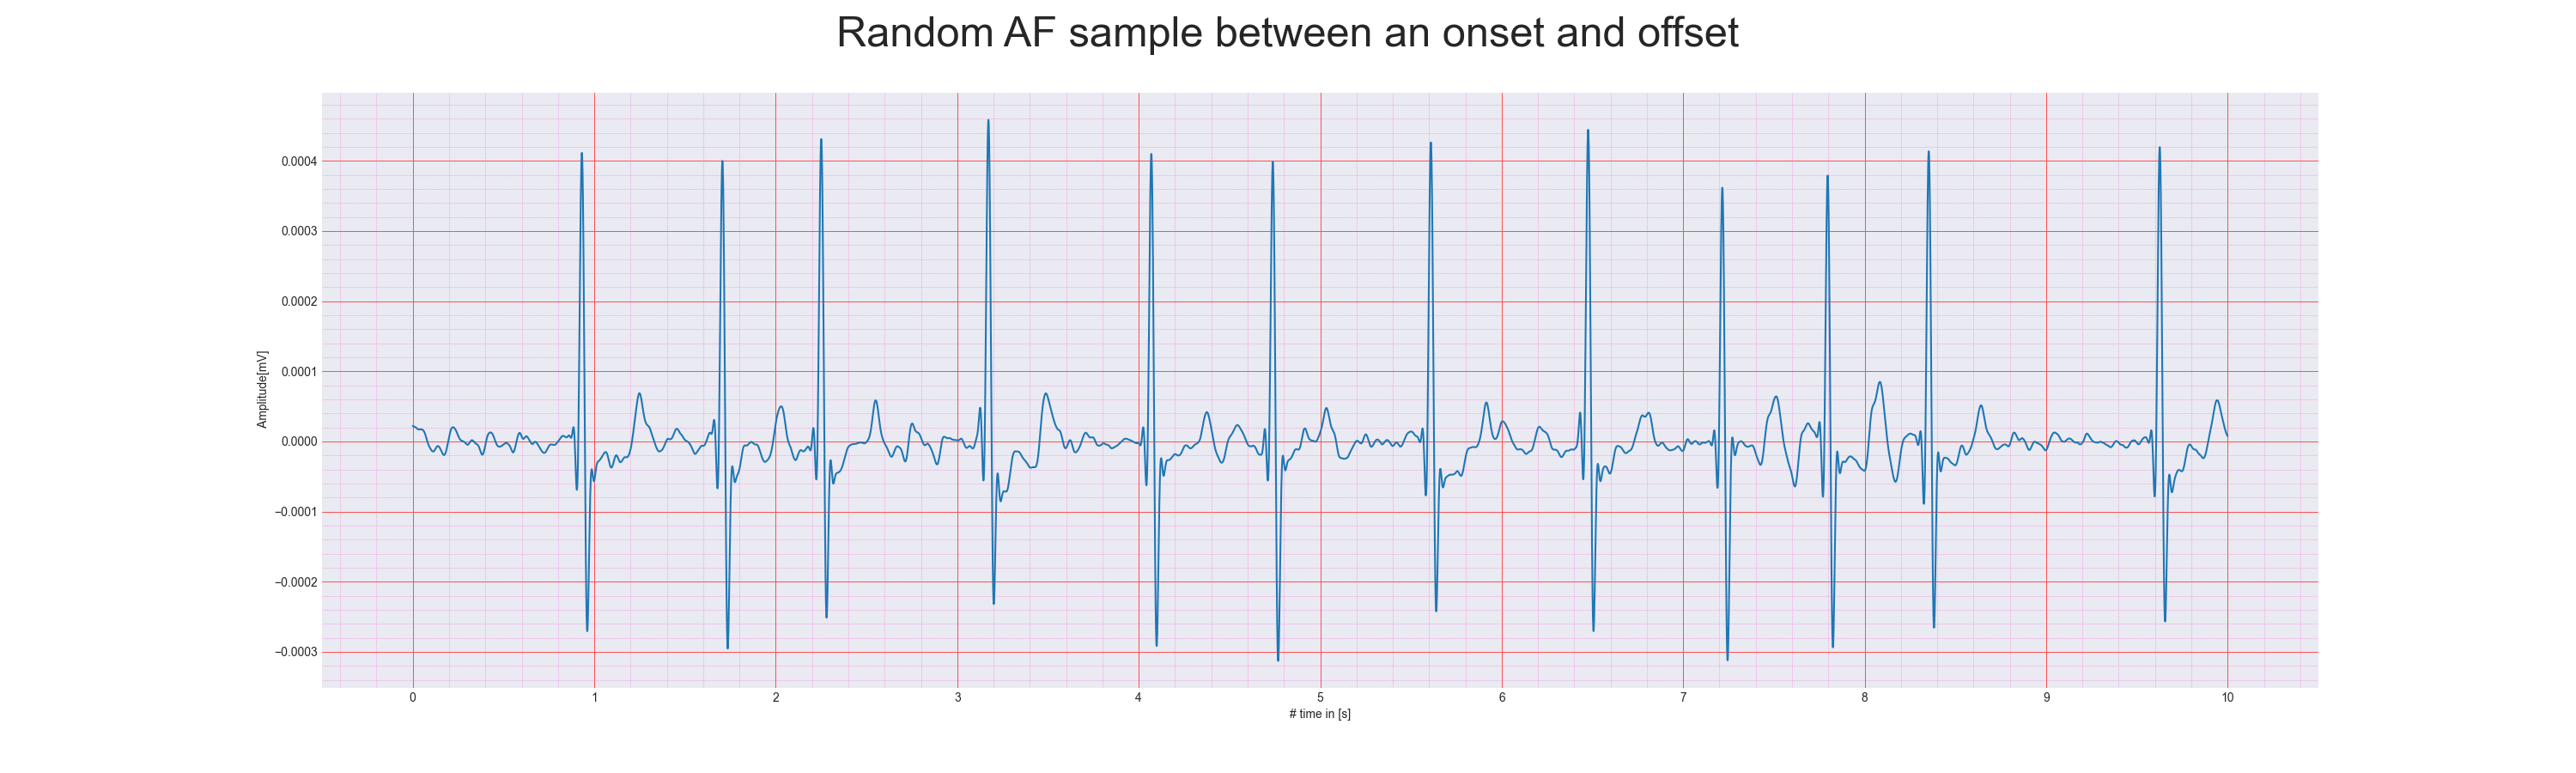 Random AF sample between an onset and offset
0.0004
0.0003
0.0002
0.0001
0.0000
−0.0001
−0.0002
−0.0003
Amplitude[mV]
0 1 2 3 4 5 6 7 8 9 10
# time in [s]